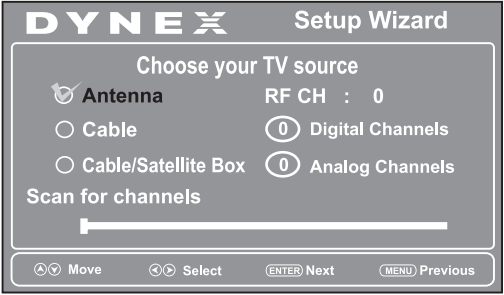 DYNEX Setup Wizard
Choose your TV source
Antenna RF CH : 0
Cable 0 Digital Channels
Cable/Satellite Box 0 Analog Channels
Scan for channels
Move Select ENTER Next MENU Previous